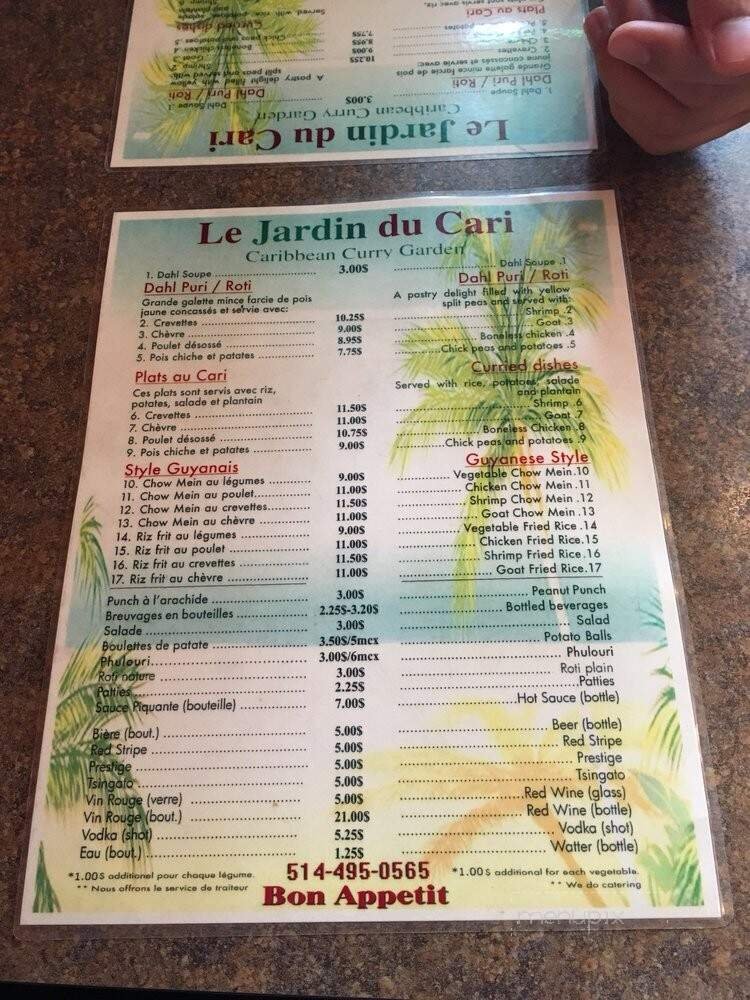 Le Jardin du Cari
Caribbean Curry Garden
1. Dahl Soupe 3.00$ Dahl Soupe .1
Dahl Puri / Roti Dahl Puri / Roti
Grande galette mince farcie de pois A pastry delight filled with yellow
jaune concassés et servie avec: split peas and served with:
2. Crevettes 10.25$ Shrimp .2
3. Chèvre 9.00$ Goat .3
4. Poulet désossé 8.95$ Boneless chicken .4
5. Pois chiche et patates 7.75$ Chick peas and potatoes .5
Plats au Cari Curried dishes
Ces plats sont servis avec riz, Served with rice, potatoes, salade
potates, salade et plantain and plantain
6. Crevettes 11.50$ Shrimp .6
7. Chèvre 11.00$ Goat .7
8. Poulet désossé 10.75$ Boneless Chicken .8
9. Pois chiche et patates 9.00$ Chick peas and potatoes .9
Style Guyanais Guyanese Style
10. Chow Mein au légumes 9.00$ Vegetable Chow Mein .10
11. Chow Mein au poulet 11.00$ Chicken Chow Mein .11
12. Chow Mein au crevettes 11.50$ Shrimp Chow Mein .12
13. Chow Mein au chèvre 11.00$ Goat Chow Mein .13
14. Riz frit au légumes 9.00$ Vegetable Fried Rice .14
15. Riz frit au poulet 11.00$ Chicken Fried Rice.15
16. Riz frit au crevettes 11.50$ Shrimp Fried Rice.16
17. Riz frit au chèvre 11.00$ Goat Fried Rice.17
Punch à l'arachide 3.00$ Peanut Punch
Breuvages en bouteilles 2.25$-3.20$ Bottled beverages
Salade 3.00$ Salad
Boulettes de patate 3.50$/5mcx Potato Balls
Phulouri 3.00$/6mcx Phulouri
Roti nature 3.00$ Roti plain
Patties 2.25$ Patties
Sauce Piquante (bouteille) 7.00$ Hot Sauce (bottle)
Bière (bout.) 5.00$ Beer (bottle)
Red Stripe 5.00$ Red Stripe
Prestige 5.00$ Prestige
Tsingato 5.00$ Tsingato
Vin Rouge (verre) 5.00$ Red Wine (glass)
Vin Rouge (bout.) 21.00$ Red Wine (bottle)
Vodka (shot) 5.25$ Vodka (shot)
Eau (bout.) 1.25$ Watter (bottle)
*1.00$ additionel pour chaque légume. 514-495-0565 *1.00$ additional for each vegetable.
** Nous offrons le service de traiteur Bon Appetit ** We do catering
menupix
Le Jardin du Cari
Caribbean Curry Garden
1. Dahl Soupe 3.00$ Dahl Soupe .1
Dahl Puri / Roti Dahl Puri / Roti